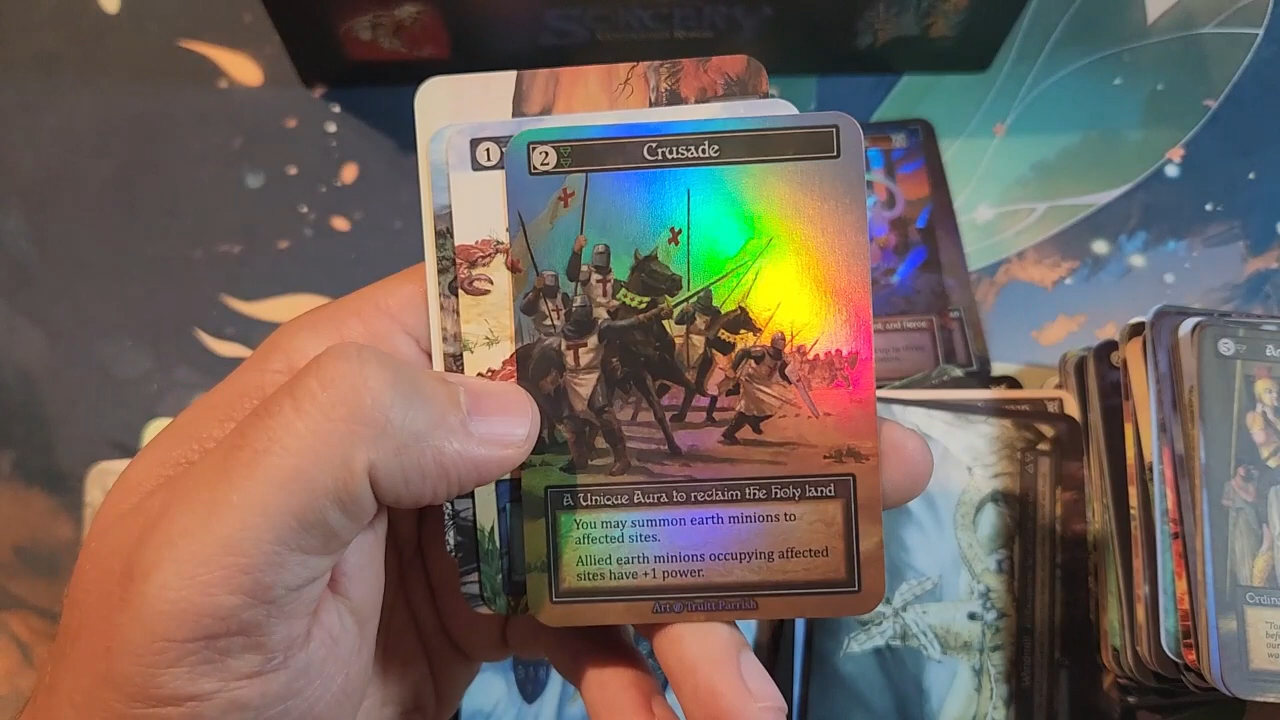 SORCERY
1
2
Crusade
A Unique Aura to reclaim the holy land
You may summon earth minions to
affected sites.
Allied earth minions occupying affected
sites have +1 power.
Art @ Truitt Parrish
5